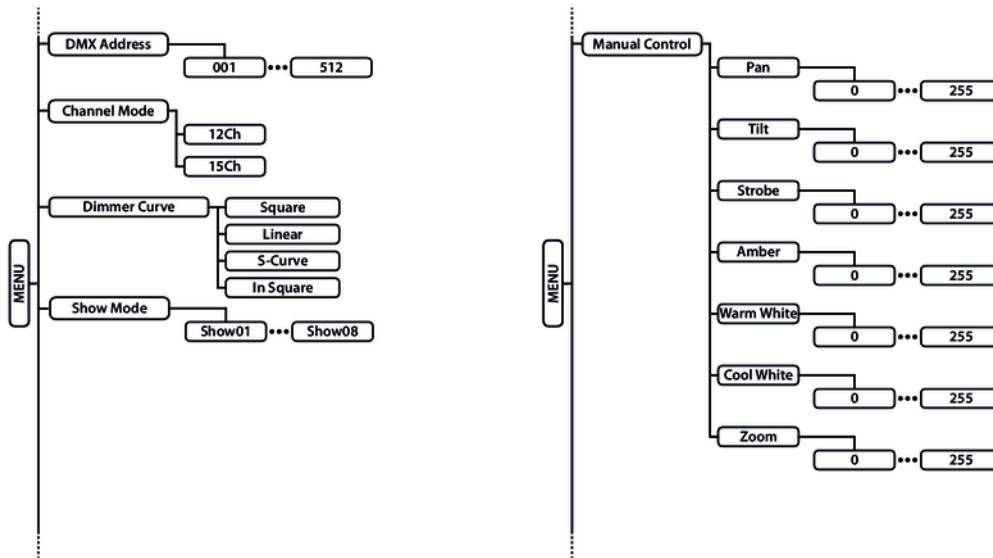 MENU
DMX Address
001 ••• 512
Channel Mode
12Ch
15Ch
Dimmer Curve
Square
Linear
S-Curve
In Square
Show Mode
Show01 ••• Show08
MENU
Manual Control
Pan
0 ••• 255
Tilt
0 ••• 255
Strobe
0 ••• 255
Amber
0 ••• 255
Warm White
0 ••• 255
Cool White
0 ••• 255
Zoom
0 ••• 255